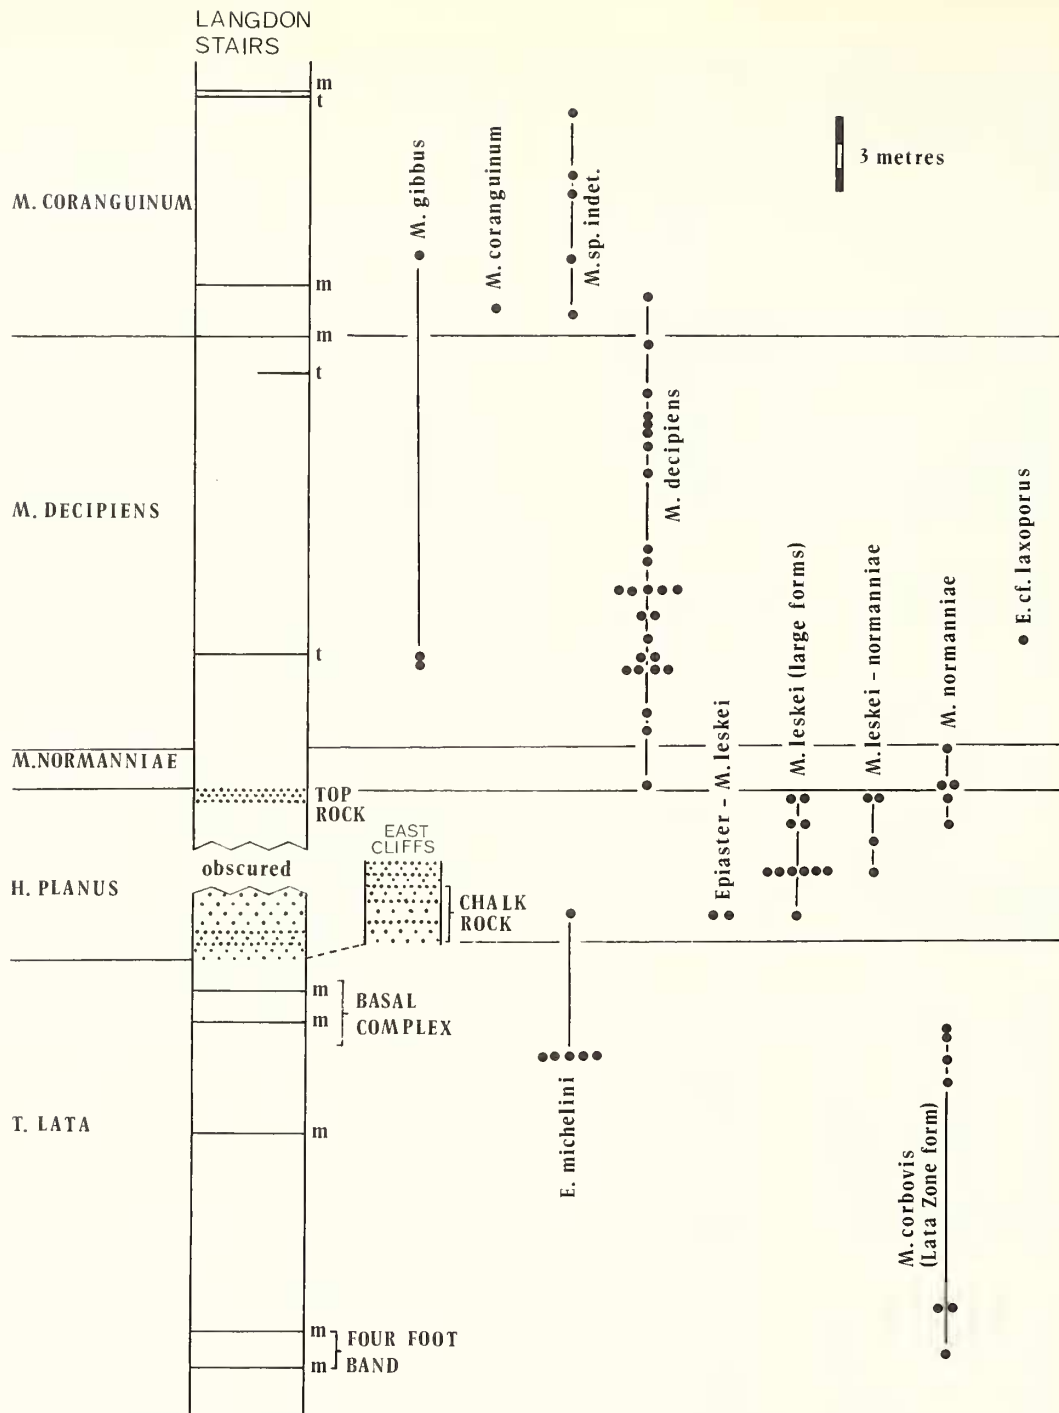 LANGDON
STAIRS
m
t
M. CORANGUINUM
m
m
t
M. gibbus
M. coranguinum
M. sp. indet.
3 metres
M. DECIPIENS
t
M. decipiens
E. cf. laxoporus
M. NORMANNIAE
Epiaster - M. leskei
M. leskei (large forms)
M. leskei - normanniae
M. normanniae
TOP
ROCK
EAST
CLIFFS
obscured
H. PLANUS
CHALK
ROCK
m
m
BASAL
COMPLEX
T. LATA
m
E. michelini
M. corbovis
(Lata Zone form)
m
m
FOUR FOOT
BAND